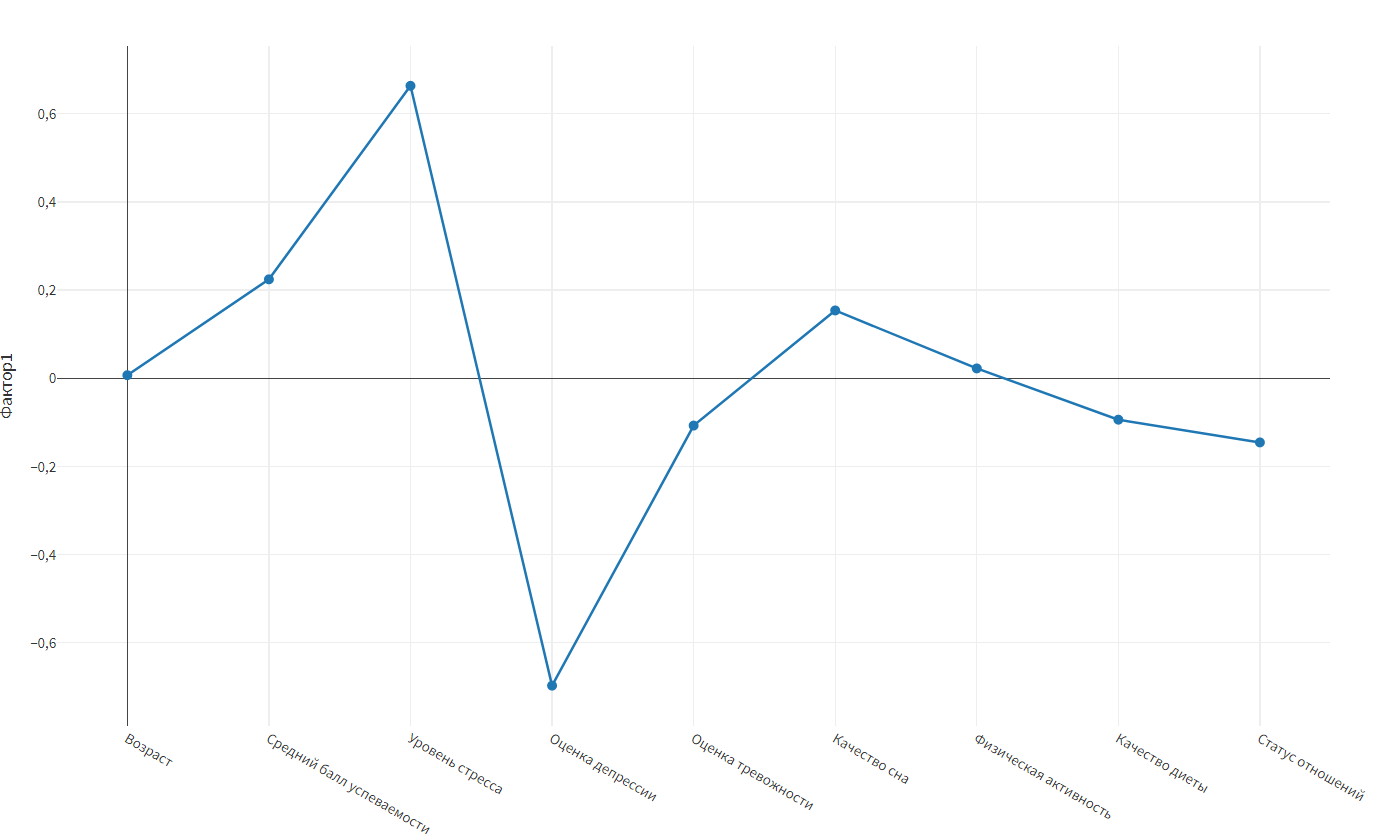 0,6
0,4
0,2
0
−0,2
−0,4
−0,6
Фактор1
Возраст
Средний балл успеваемости
Уровень стресса
Оценка депрессии
Оценка тревожности
Качество сна
Физическая активность
Качество диеты
Статус отношений